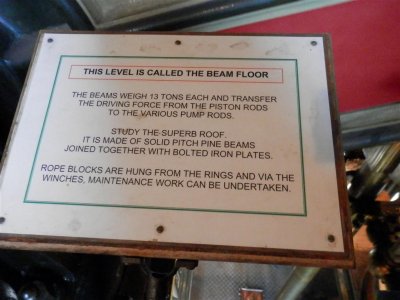 THIS LEVEL IS CALLED THE BEAM FLOOR
THE BEAMS WEIGH 13 TONS EACH AND TRANSFER
THE DRIVING FORCE FROM THE PISTON RODS
TO THE VARIOUS PUMP RODS.
STUDY THE SUPERB ROOF.
IT IS MADE OF SOLID PITCH PINE BEAMS
JOINED TOGETHER WITH BOLTED IRON PLATES.
ROPE BLOCKS ARE HUNG FROM THE RINGS AND VIA THE
WINCHES, MAINTENANCE WORK CAN BE UNDERTAKEN.